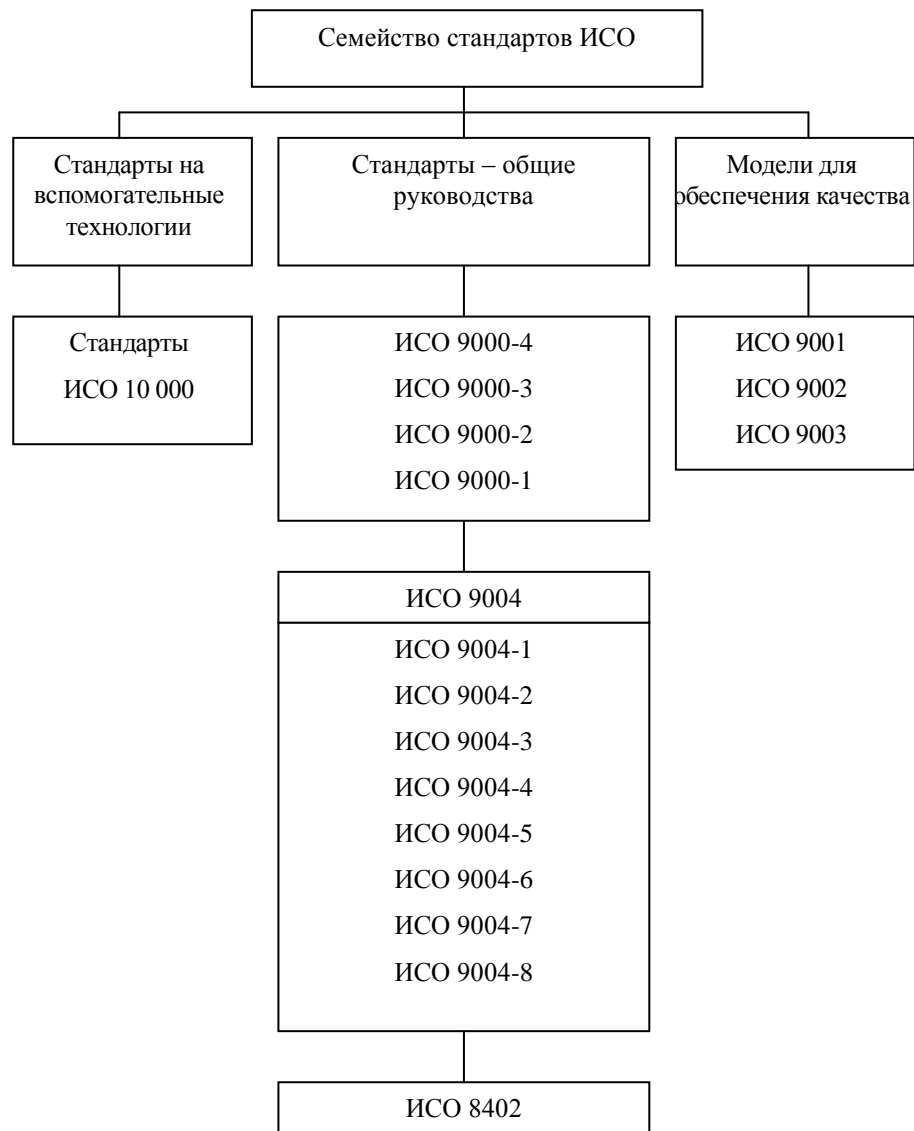 Семейство стандартов ИСО
Стандарты на
вспомогательные
технологии
Стандарты – общие
руководства
Модели для
обеспечения качества
Стандарты
ИСО 10 000
ИСО 9000-4
ИСО 9000-3
ИСО 9000-2
ИСО 9000-1
ИСО 9001
ИСО 9002
ИСО 9003
ИСО 9004
ИСО 9004-1
ИСО 9004-2
ИСО 9004-3
ИСО 9004-4
ИСО 9004-5
ИСО 9004-6
ИСО 9004-7
ИСО 9004-8
ИСО 8402